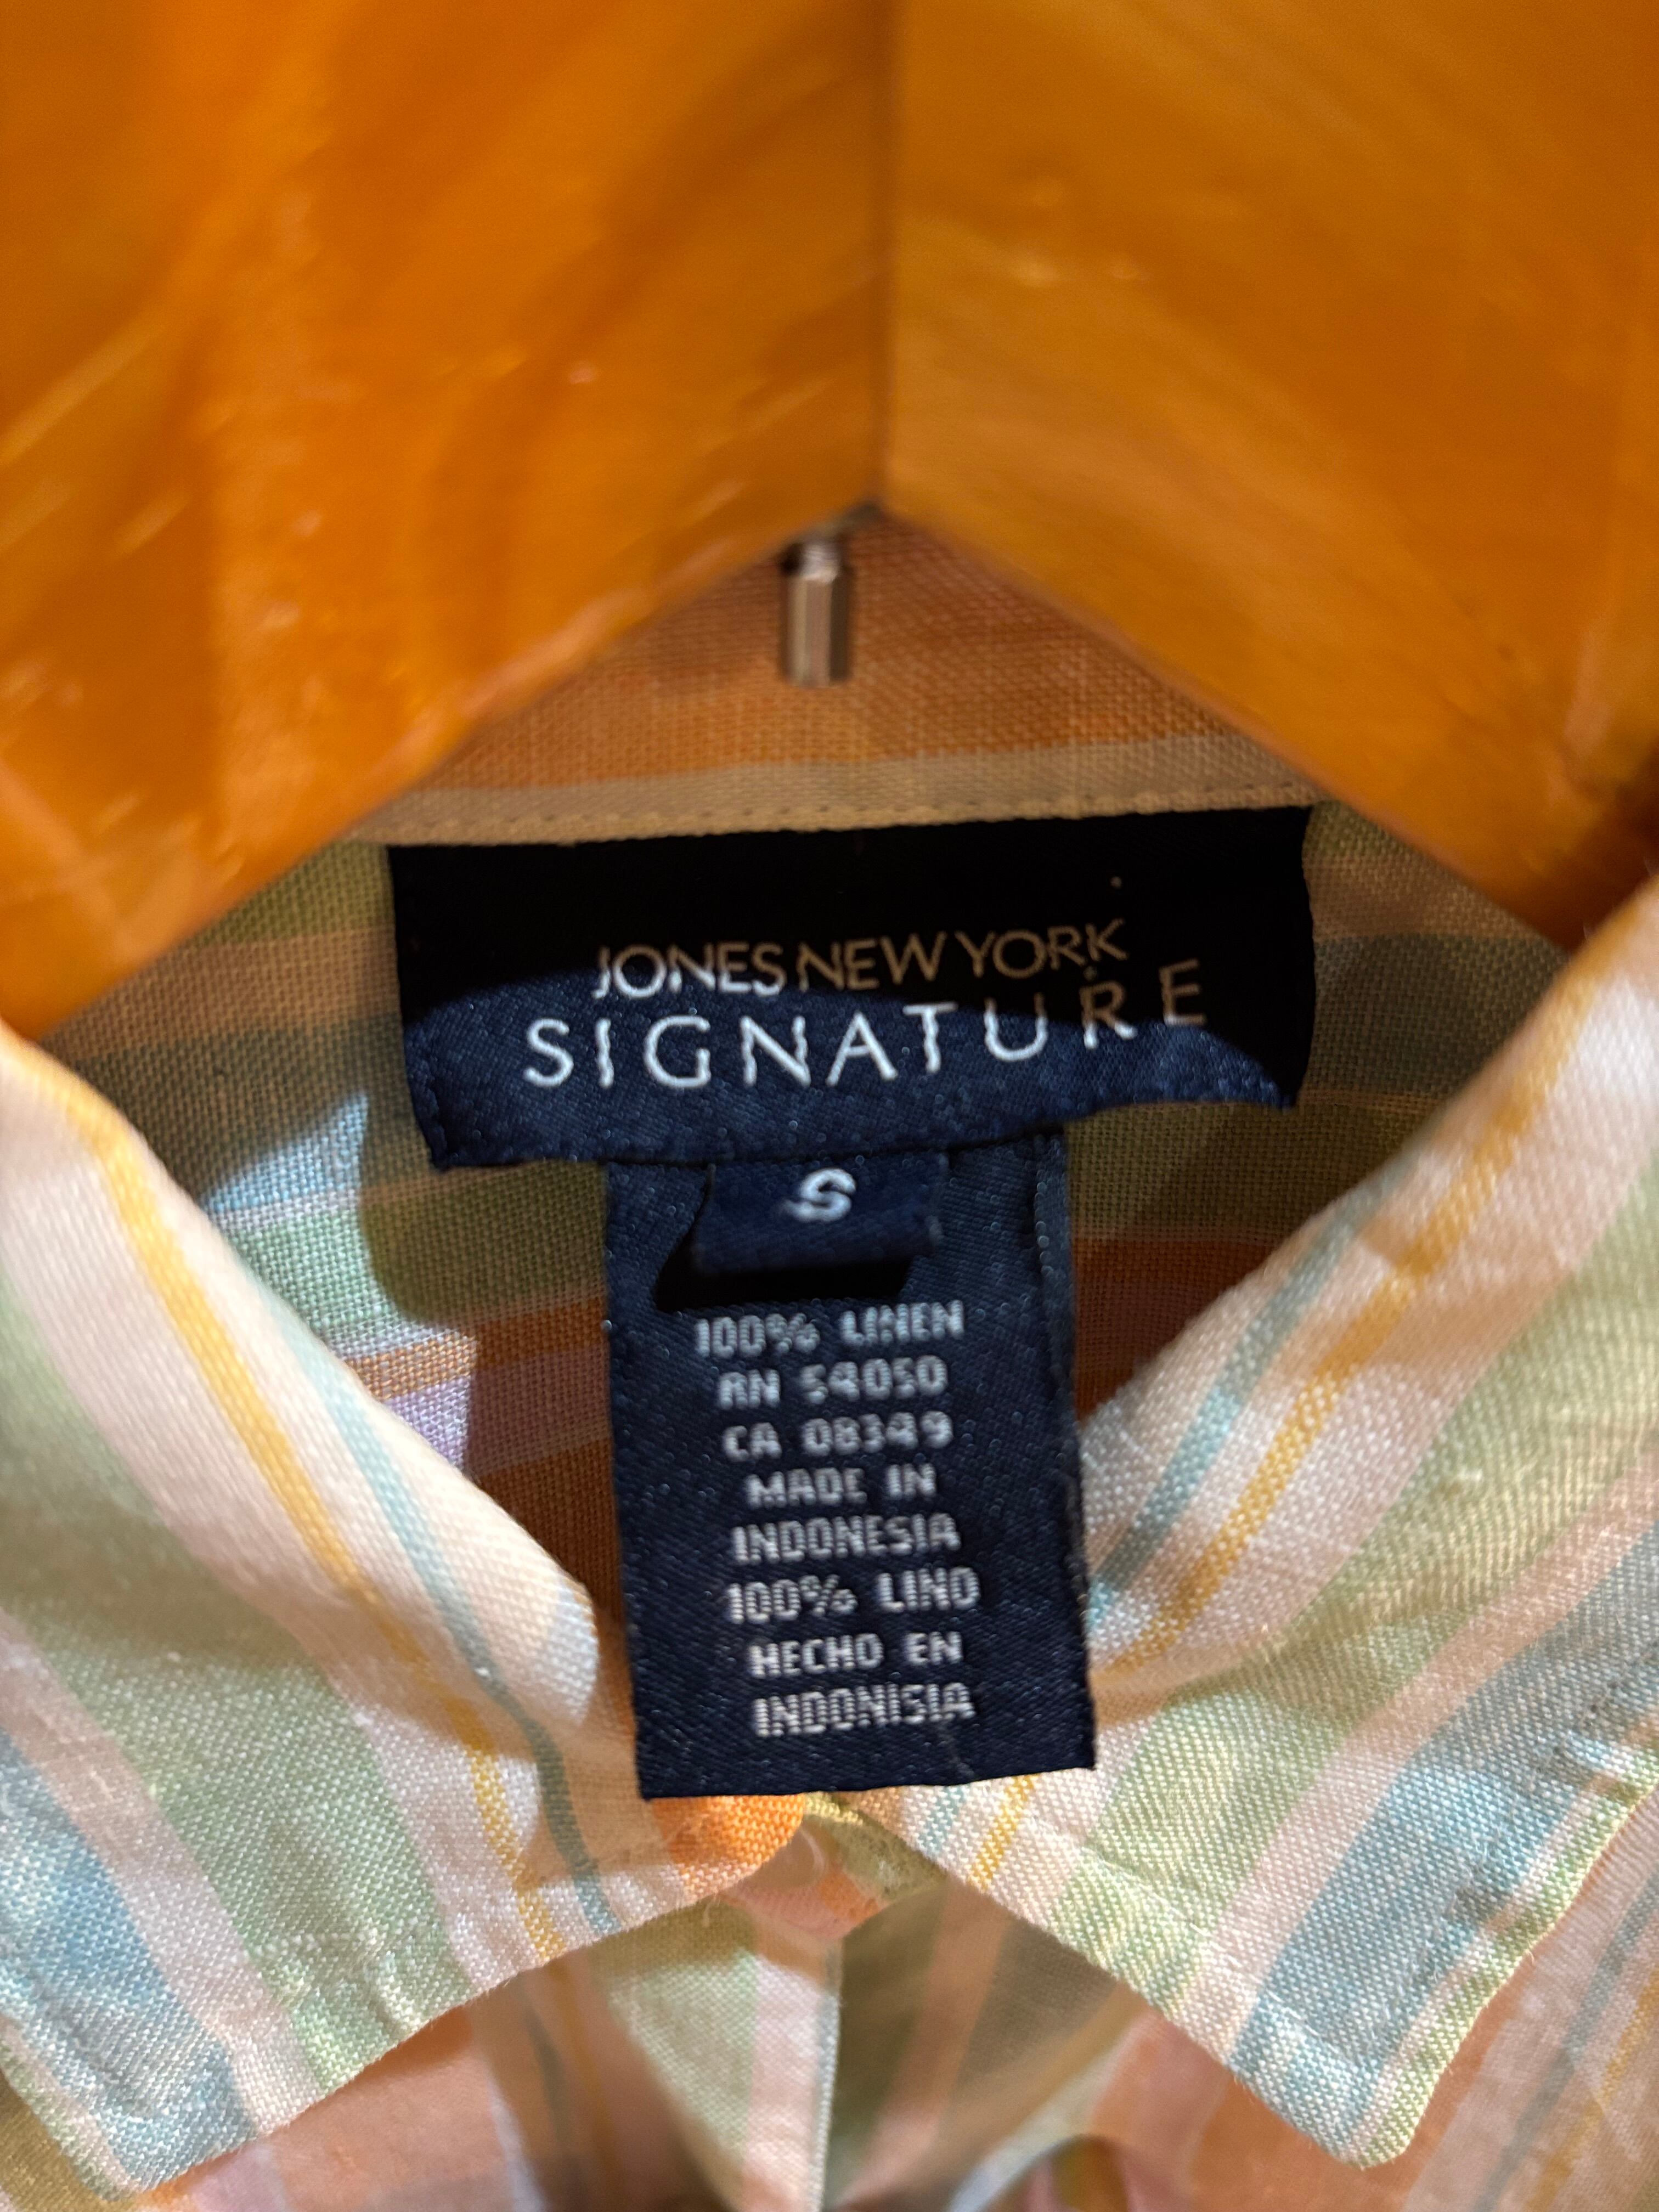 JONES NEW YORK
SIGNATURE
S
100% LINEN
RN 54050
CA 08349
MADE IN
INDONESIA
100% LINO
HECHO EN
INDONISIA